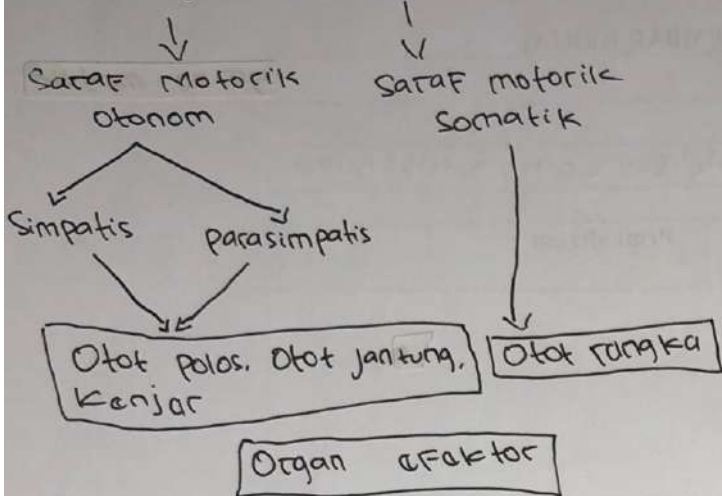 Saraf Motorik
otonom
Saraf motorik
Somatik
Simpatis
parasimpatis
Otot polos. Otot jantung.
Kenjar
Otot rangka
Organ efektor